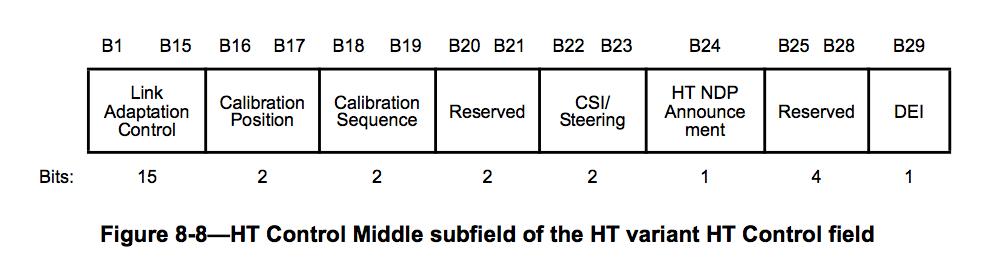 B1 B15 B16 B17 B18 B19 B20 B21 B22 B23 B24 B25 B28 B29
Link
Adaptation
Control
Calibration
Position
Calibration
Sequence
Reserved
CSI/
Steering
HT NDP
Announce
ment
Reserved
DEI
Bits: 15 2 2 2 2 1 4 1
Figure 8-8—HT Control Middle subfield of the HT variant HT Control field